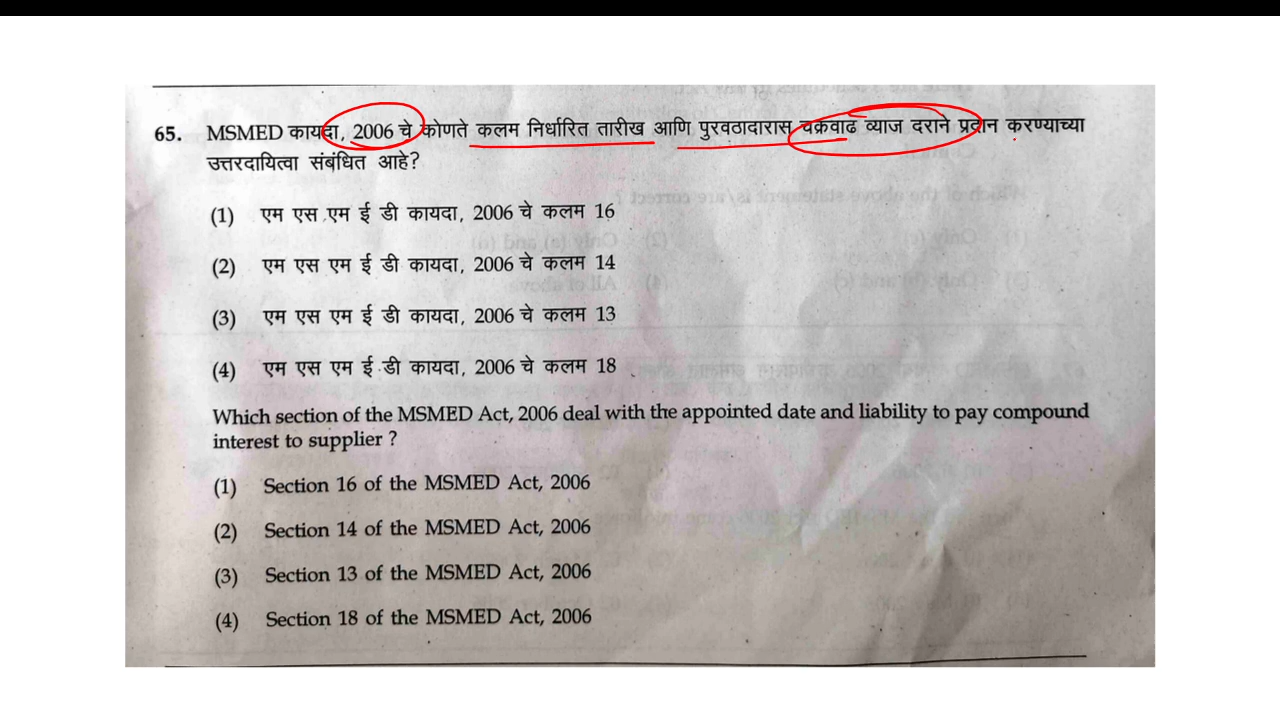 65. MSMED कायदा, 2006 चे कोणते कलम निर्धारित तारीख आणि पुरवठादारास चक्रवाढ व्याज दराने प्रदान करण्याच्या
उत्तरदायित्वा संबंधित आहे?
(1) एम एस एम ई डी कायदा, 2006 चे कलम 16
(2) एम एस एम ई डी कायदा, 2006 चे कलम 14
(3) एम एस एम ई डी कायदा, 2006 चे कलम 13
(4) एम एस एम ई डी कायदा, 2006 चे कलम 18
Which section of the MSMED Act, 2006 deal with the appointed date and liability to pay compound
interest to supplier ?
(1) Section 16 of the MSMED Act, 2006
(2) Section 14 of the MSMED Act, 2006
(3) Section 13 of the MSMED Act, 2006
(4) Section 18 of the MSMED Act, 2006